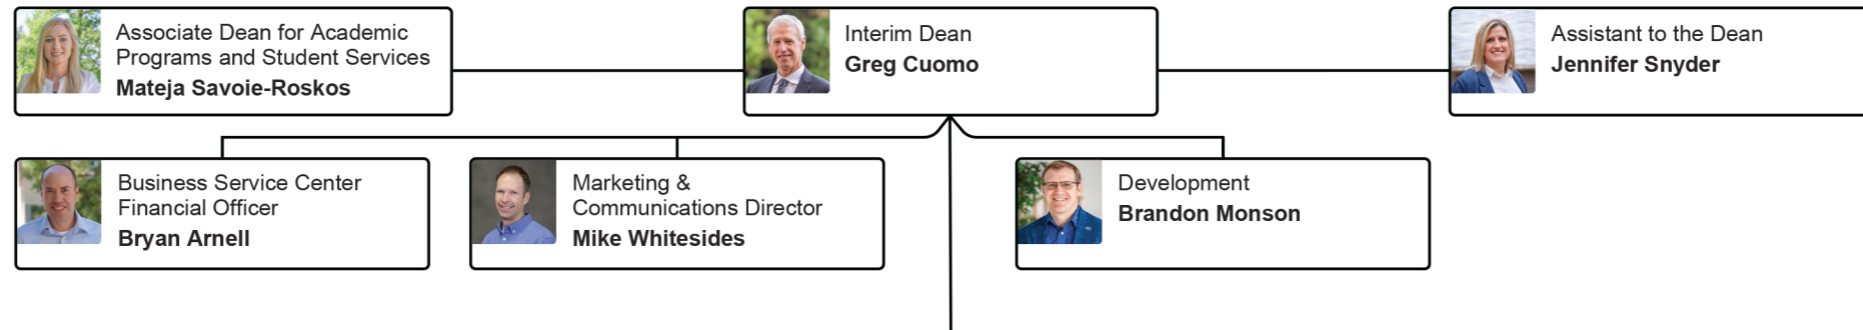 Associate Dean for Academic
Programs and Student Services
Mateja Savoie-Roskos
Interim Dean
Greg Cuomo
Assistant to the Dean
Jennifer Snyder
Business Service Center
Financial Officer
Bryan Arnell
Marketing &
Communications Director
Mike Whitesides
Development
Brandon Monson